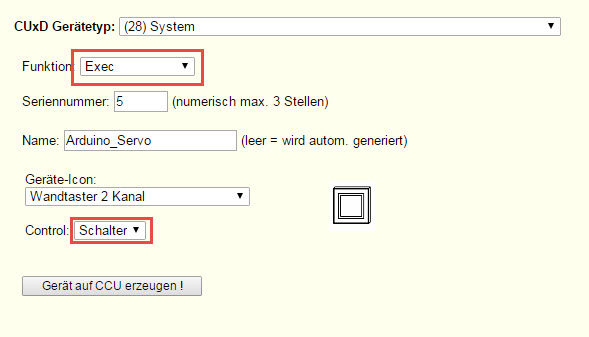 CUxD Gerätetyp: (28) System
Funktion: Exec
Seriennummer: 5 (numerisch max. 3 Stellen)
Name: Arduino_Servo (leer = wird autom. generiert)
Geräte-Icon:
Wandtaster 2 Kanal
Control: Schalter
Gerät auf CCU erzeugen !